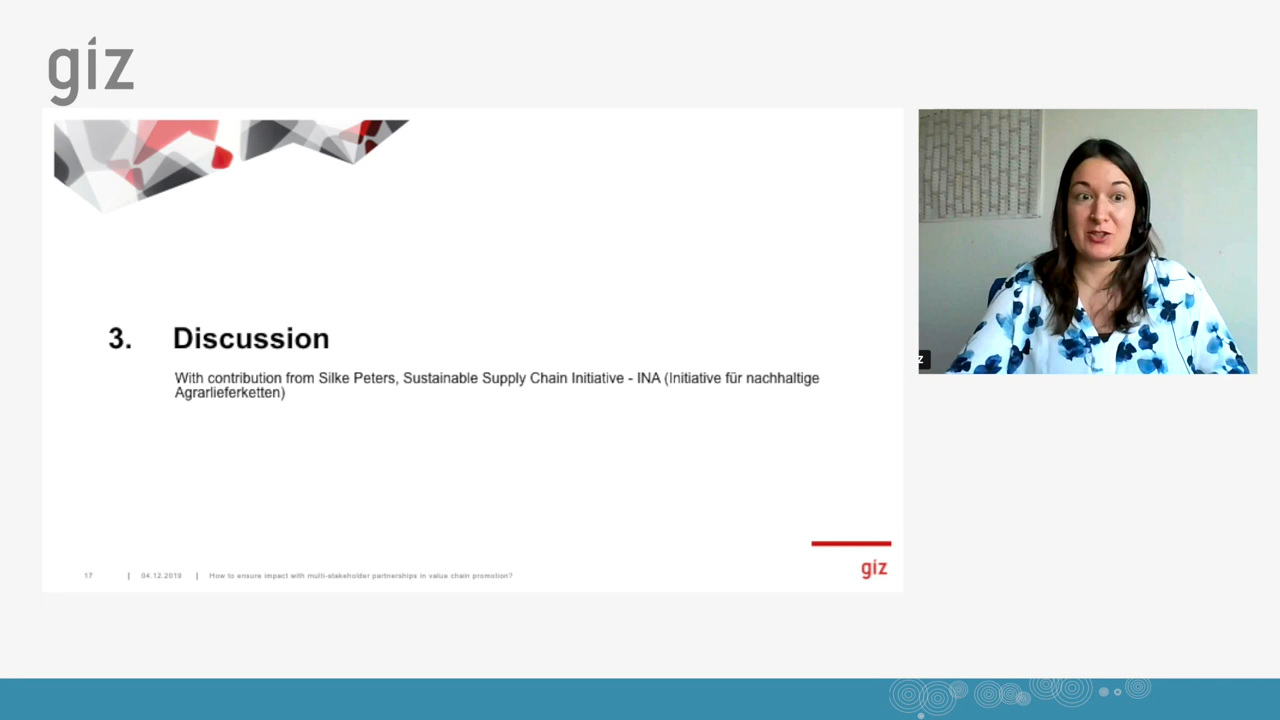 giz
3. Discussion
With contribution from Silke Peters, Sustainable Supply Chain Initiative - INA (Initiative für nachhaltige
Agrarlieferketten)
z
giz
17 | 04.12.2019 | How to ensure impact with multi-stakeholder partnerships in value chain promotion?